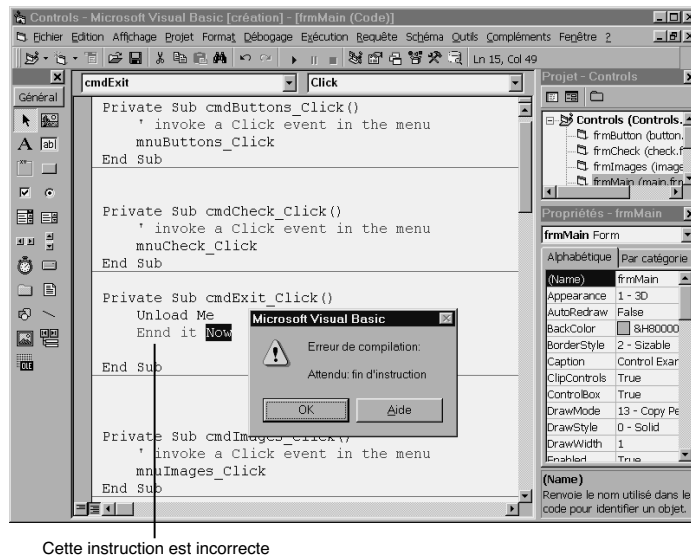 Controls - Microsoft Visual Basic [création] - [frmMain (Code)]
Fichier Edition Affichage Projet Format Débogage Exécution Requête Schéma Outils Compléments Fenêtre ?
Ln 15, Col 49
Général
cmdExit
Click
Private Sub cmdButtons_Click()
' invoke a Click event in the menu
mnuButtons_Click
End Sub
Private Sub cmdCheck_Click()
' invoke a Click event in the menu
mnuCheck_Click
End Sub
Private Sub cmdExit_Click()
Unload Me
Ennd it Now
End Sub
Private Sub cmdImages_Click()
' invoke a Click event in the menu
mnuImages_Click
End Sub
Microsoft Visual Basic
Erreur de compilation:
Attendu: fin d'instruction
OK
Aide
Projet - Controls
Controls (Controls.
frmButton (button.
frmCheck (check.f
frmImages (image
frmMain (main.frm
Propriétés - frmMain
frmMain Form
Alphabétique
Par catégorie
(Name) frmMain
Appearance 1 - 3D
AutoRedraw False
BackColor &H80000
BorderStyle 2 - Sizable
Caption Control Exar
ClipControls True
ControlBox True
DrawMode 13 - Copy Pe
DrawStyle 0 - Solid
DrawWidth 1
Enabled True
(Name)
Renvoie le nom utilisé dans le
code pour identifier un objet.
Cette instruction est incorrecte